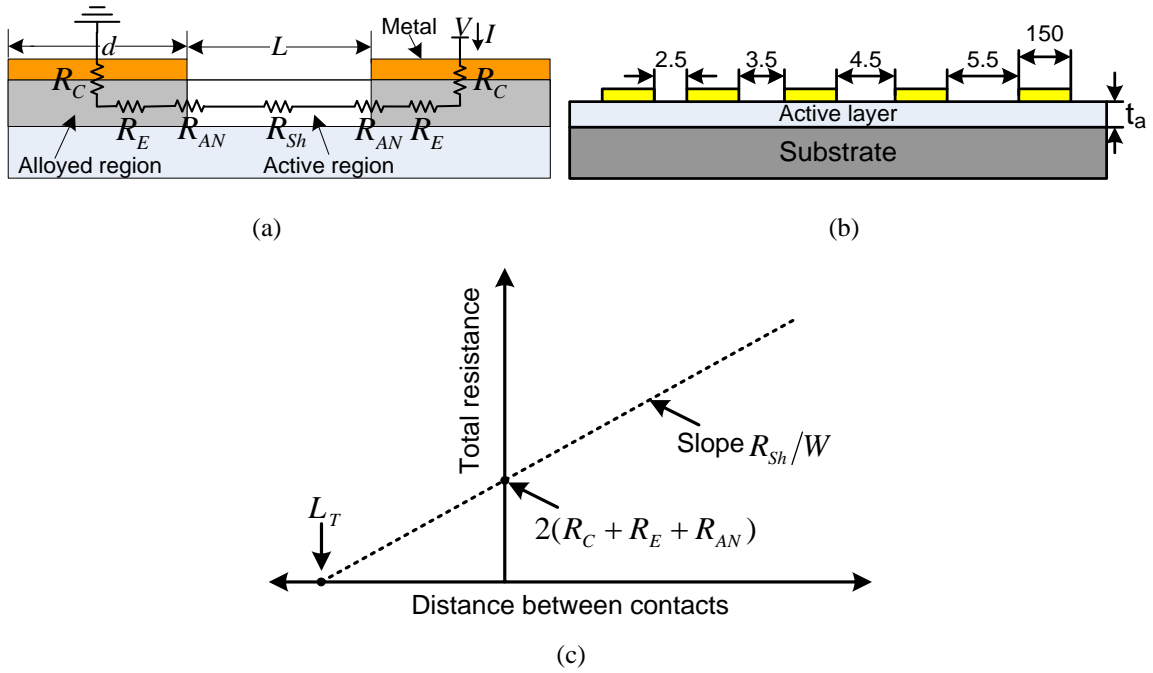 d
L
Metal
V I
R_C
R_C
R_E R_AN R_Sh R_AN R_E
Alloyed region
Active region
(a)
2.5 3.5 4.5 5.5 150
Active layer
t_a
Substrate
(b)
Total resistance
Slope R_Sh/W
L_T
2(R_C + R_E + R_AN)
Distance between contacts
(c)